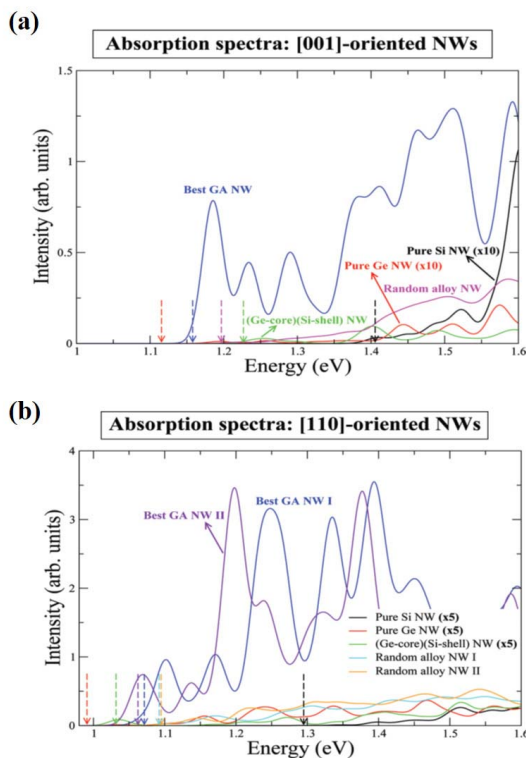 (a)
Absorption spectra: [001]-oriented NWs
Intensity (arb. units)
1.5
1
0.5
0
Best GA NW
Pure Si NW (x10)
Pure Ge NW (x10)
Random alloy NW
(Ge-core)(Si-shell) NW
1 1.1 1.2 1.3 1.4 1.5 1.6
Energy (eV)
(b)
Absorption spectra: [110]-oriented NWs
Intensity (arb. units)
4
3
2
1
0
Best GA NW I
Best GA NW II
Pure Si NW (x5)
Pure Ge NW (x5)
(Ge-core)(Si-shell) NW (x5)
Random alloy NW I
Random alloy NW II
1 1.1 1.2 1.3 1.4 1.5 1.6
Energy (eV)